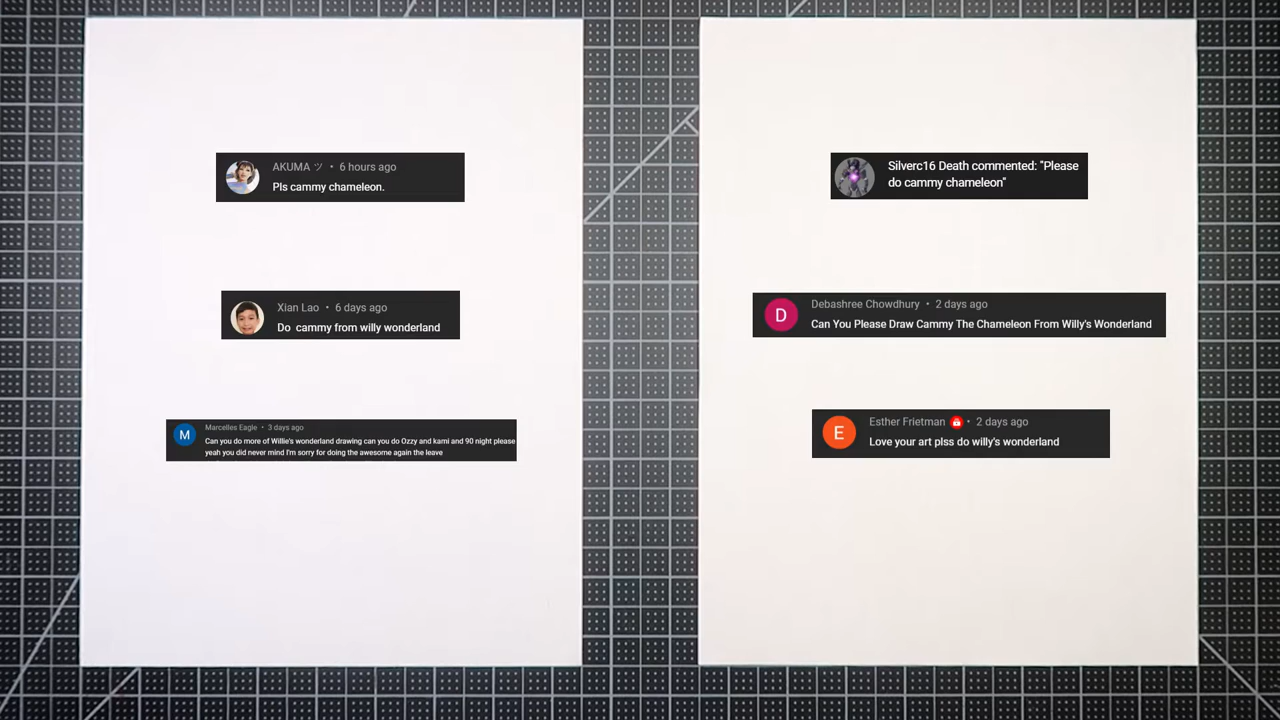 AKUMA ツ • 6 hours ago
Pls cammy chameleon.
Xian Lao • 6 days ago
Do cammy from willy wonderland
M
Marcelles Eagle • 3 days ago
Can you do more of Willie's wonderland drawing can you do Ozzy and kami and 90 night please
yeah you did never mind I'm sorry for doing the awesome again the leave
Silverc16 Death commented: "Please
do cammy chameleon"
D
Debashree Chowdhury • 2 days ago
Can You Please Draw Cammy The Chameleon From Willy's Wonderland
E
Esther Frietman • 2 days ago
Love your art plss do willy's wonderland